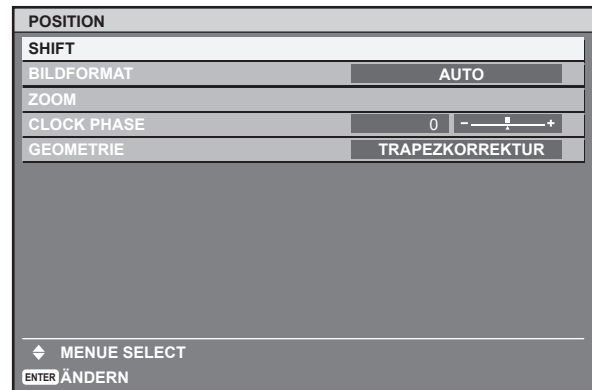 POSITION
SHIFT
BILDFORMAT AUTO
ZOOM
CLOCK PHASE 0 - +
GEOMETRIE TRAPEZKORREKTUR
MENUE SELECT
ENTER ÄNDERN